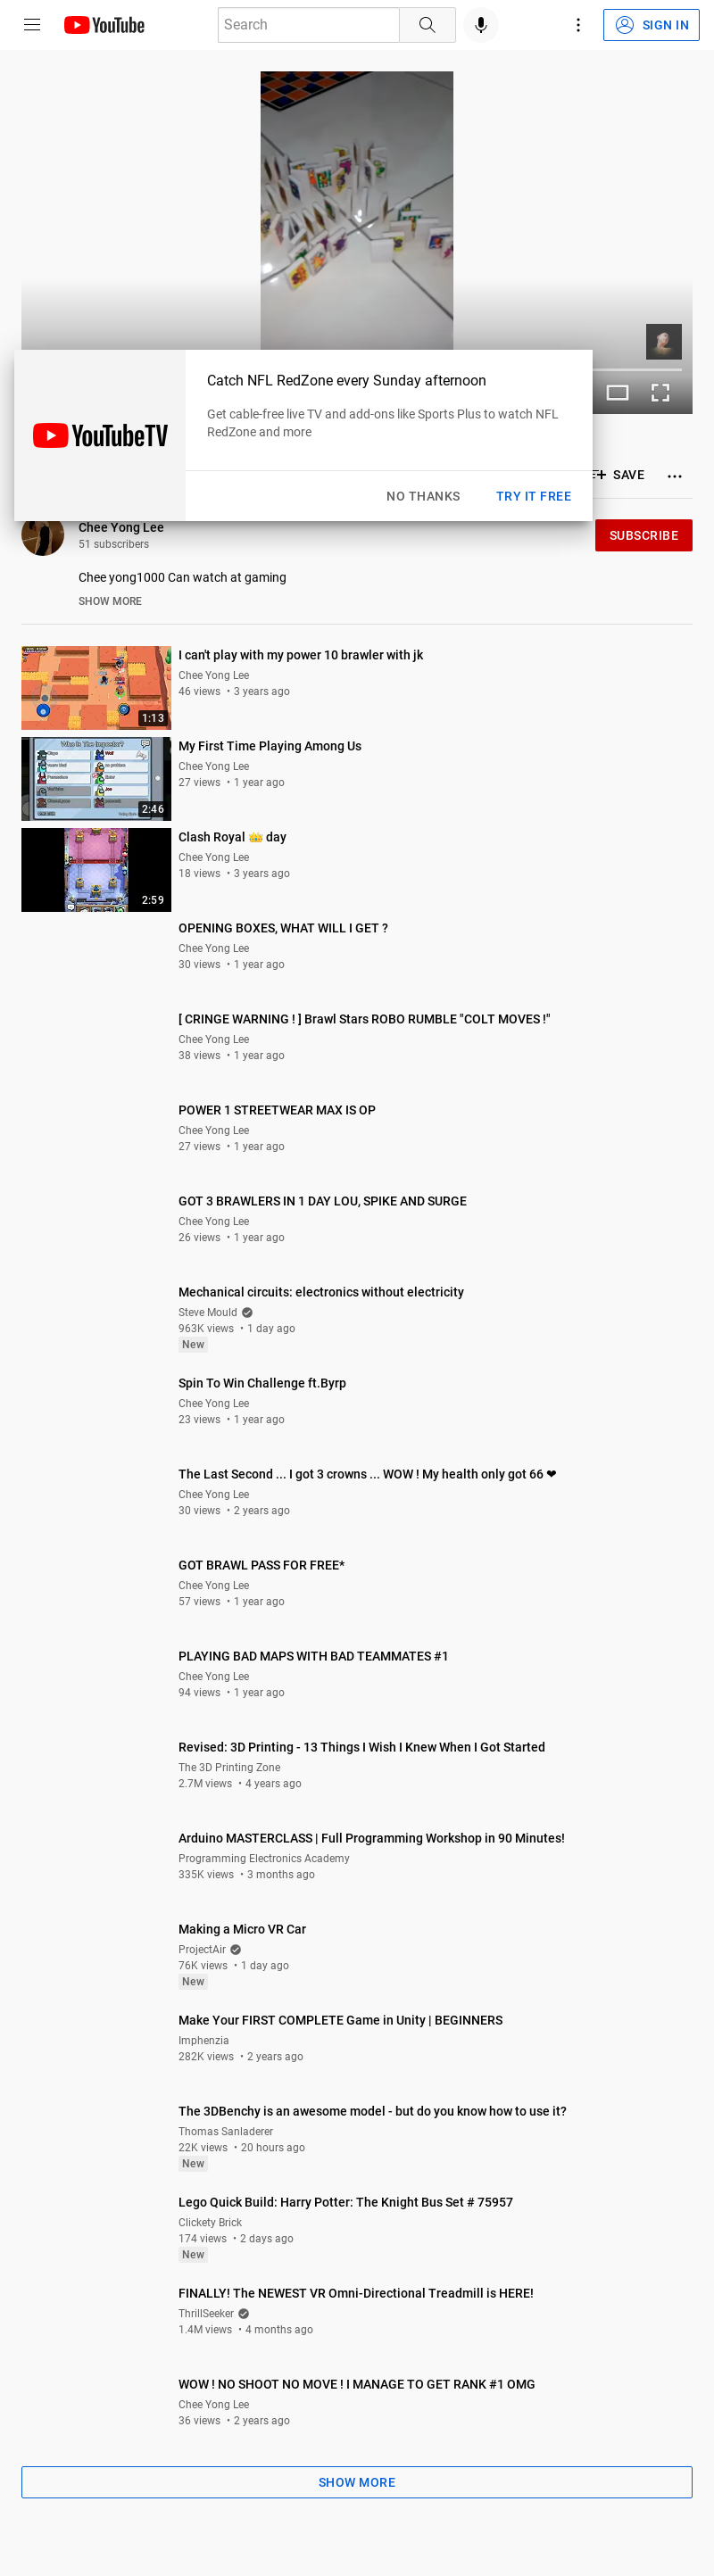 YouTube
Search
SIGN IN
Catch NFL RedZone every Sunday afternoon
Get cable-free live TV and add-ons like Sports Plus to watch NFL
RedZone and more
YouTubeTV
NO THANKS
TRY IT FREE
SAVE
Chee Yong Lee
51 subscribers
SUBSCRIBE
Chee yong1000 Can watch at gaming
SHOW MORE
1:13
I can't play with my power 10 brawler with jk
Chee Yong Lee
46 views • 3 years ago
Who Is The Impostor?
2:46
My First Time Playing Among Us
Chee Yong Lee
27 views • 1 year ago
2:59
Clash Royal 👑 day
Chee Yong Lee
18 views • 3 years ago
OPENING BOXES, WHAT WILL I GET ?
Chee Yong Lee
30 views • 1 year ago
[ CRINGE WARNING ! ] Brawl Stars ROBO RUMBLE "COLT MOVES !"
Chee Yong Lee
38 views • 1 year ago
POWER 1 STREETWEAR MAX IS OP
Chee Yong Lee
27 views • 1 year ago
GOT 3 BRAWLERS IN 1 DAY LOU, SPIKE AND SURGE
Chee Yong Lee
26 views • 1 year ago
Mechanical circuits: electronics without electricity
Steve Mould
963K views • 1 day ago
New
Spin To Win Challenge ft.Byrp
Chee Yong Lee
23 views • 1 year ago
The Last Second ... I got 3 crowns ... WOW ! My health only got 66 ❤
Chee Yong Lee
30 views • 2 years ago
GOT BRAWL PASS FOR FREE*
Chee Yong Lee
57 views • 1 year ago
PLAYING BAD MAPS WITH BAD TEAMMATES #1
Chee Yong Lee
94 views • 1 year ago
Revised: 3D Printing - 13 Things I Wish I Knew When I Got Started
The 3D Printing Zone
2.7M views • 4 years ago
Arduino MASTERCLASS | Full Programming Workshop in 90 Minutes!
Programming Electronics Academy
335K views • 3 months ago
Making a Micro VR Car
ProjectAir
76K views • 1 day ago
New
Make Your FIRST COMPLETE Game in Unity | BEGINNERS
Imphenzia
282K views • 2 years ago
The 3DBenchy is an awesome model - but do you know how to use it?
Thomas Sanladerer
22K views • 20 hours ago
New
Lego Quick Build: Harry Potter: The Knight Bus Set # 75957
Clickety Brick
174 views • 2 days ago
New
FINALLY! The NEWEST VR Omni-Directional Treadmill is HERE!
ThrillSeeker
1.4M views • 4 months ago
WOW ! NO SHOOT NO MOVE ! I MANAGE TO GET RANK #1 OMG
Chee Yong Lee
36 views • 2 years ago
SHOW MORE